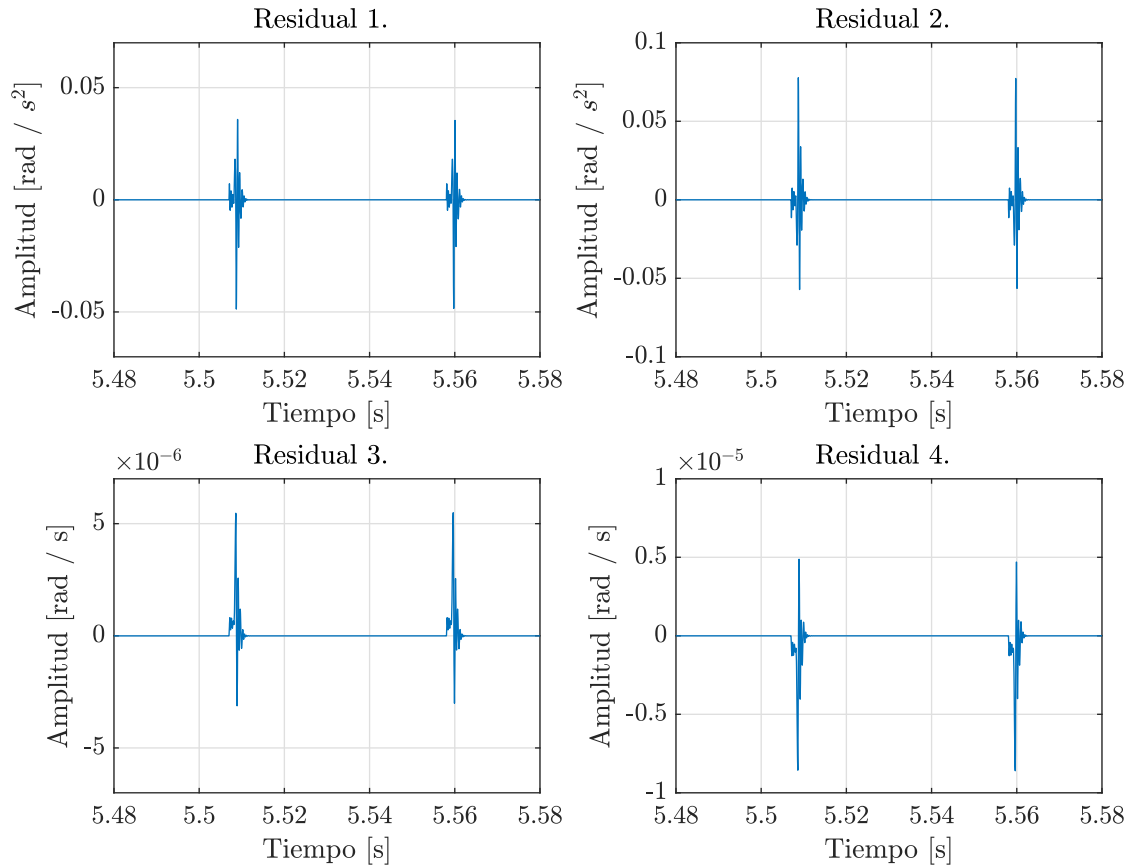 Residual 1.
0.05
0
-0.05
Amplitud [rad / s²]
5.48 5.5 5.52 5.54 5.56 5.58
Tiempo [s]
Residual 2.
0.1
0.05
0
-0.05
-0.1
Amplitud [rad / s²]
5.48 5.5 5.52 5.54 5.56 5.58
Tiempo [s]
Residual 3.
×10⁻⁶
5
0
-5
Amplitud [rad / s]
5.48 5.5 5.52 5.54 5.56 5.58
Tiempo [s]
Residual 4.
×10⁻⁵
1
0.5
0
-0.5
-1
Amplitud [rad / s]
5.48 5.5 5.52 5.54 5.56 5.58
Tiempo [s]